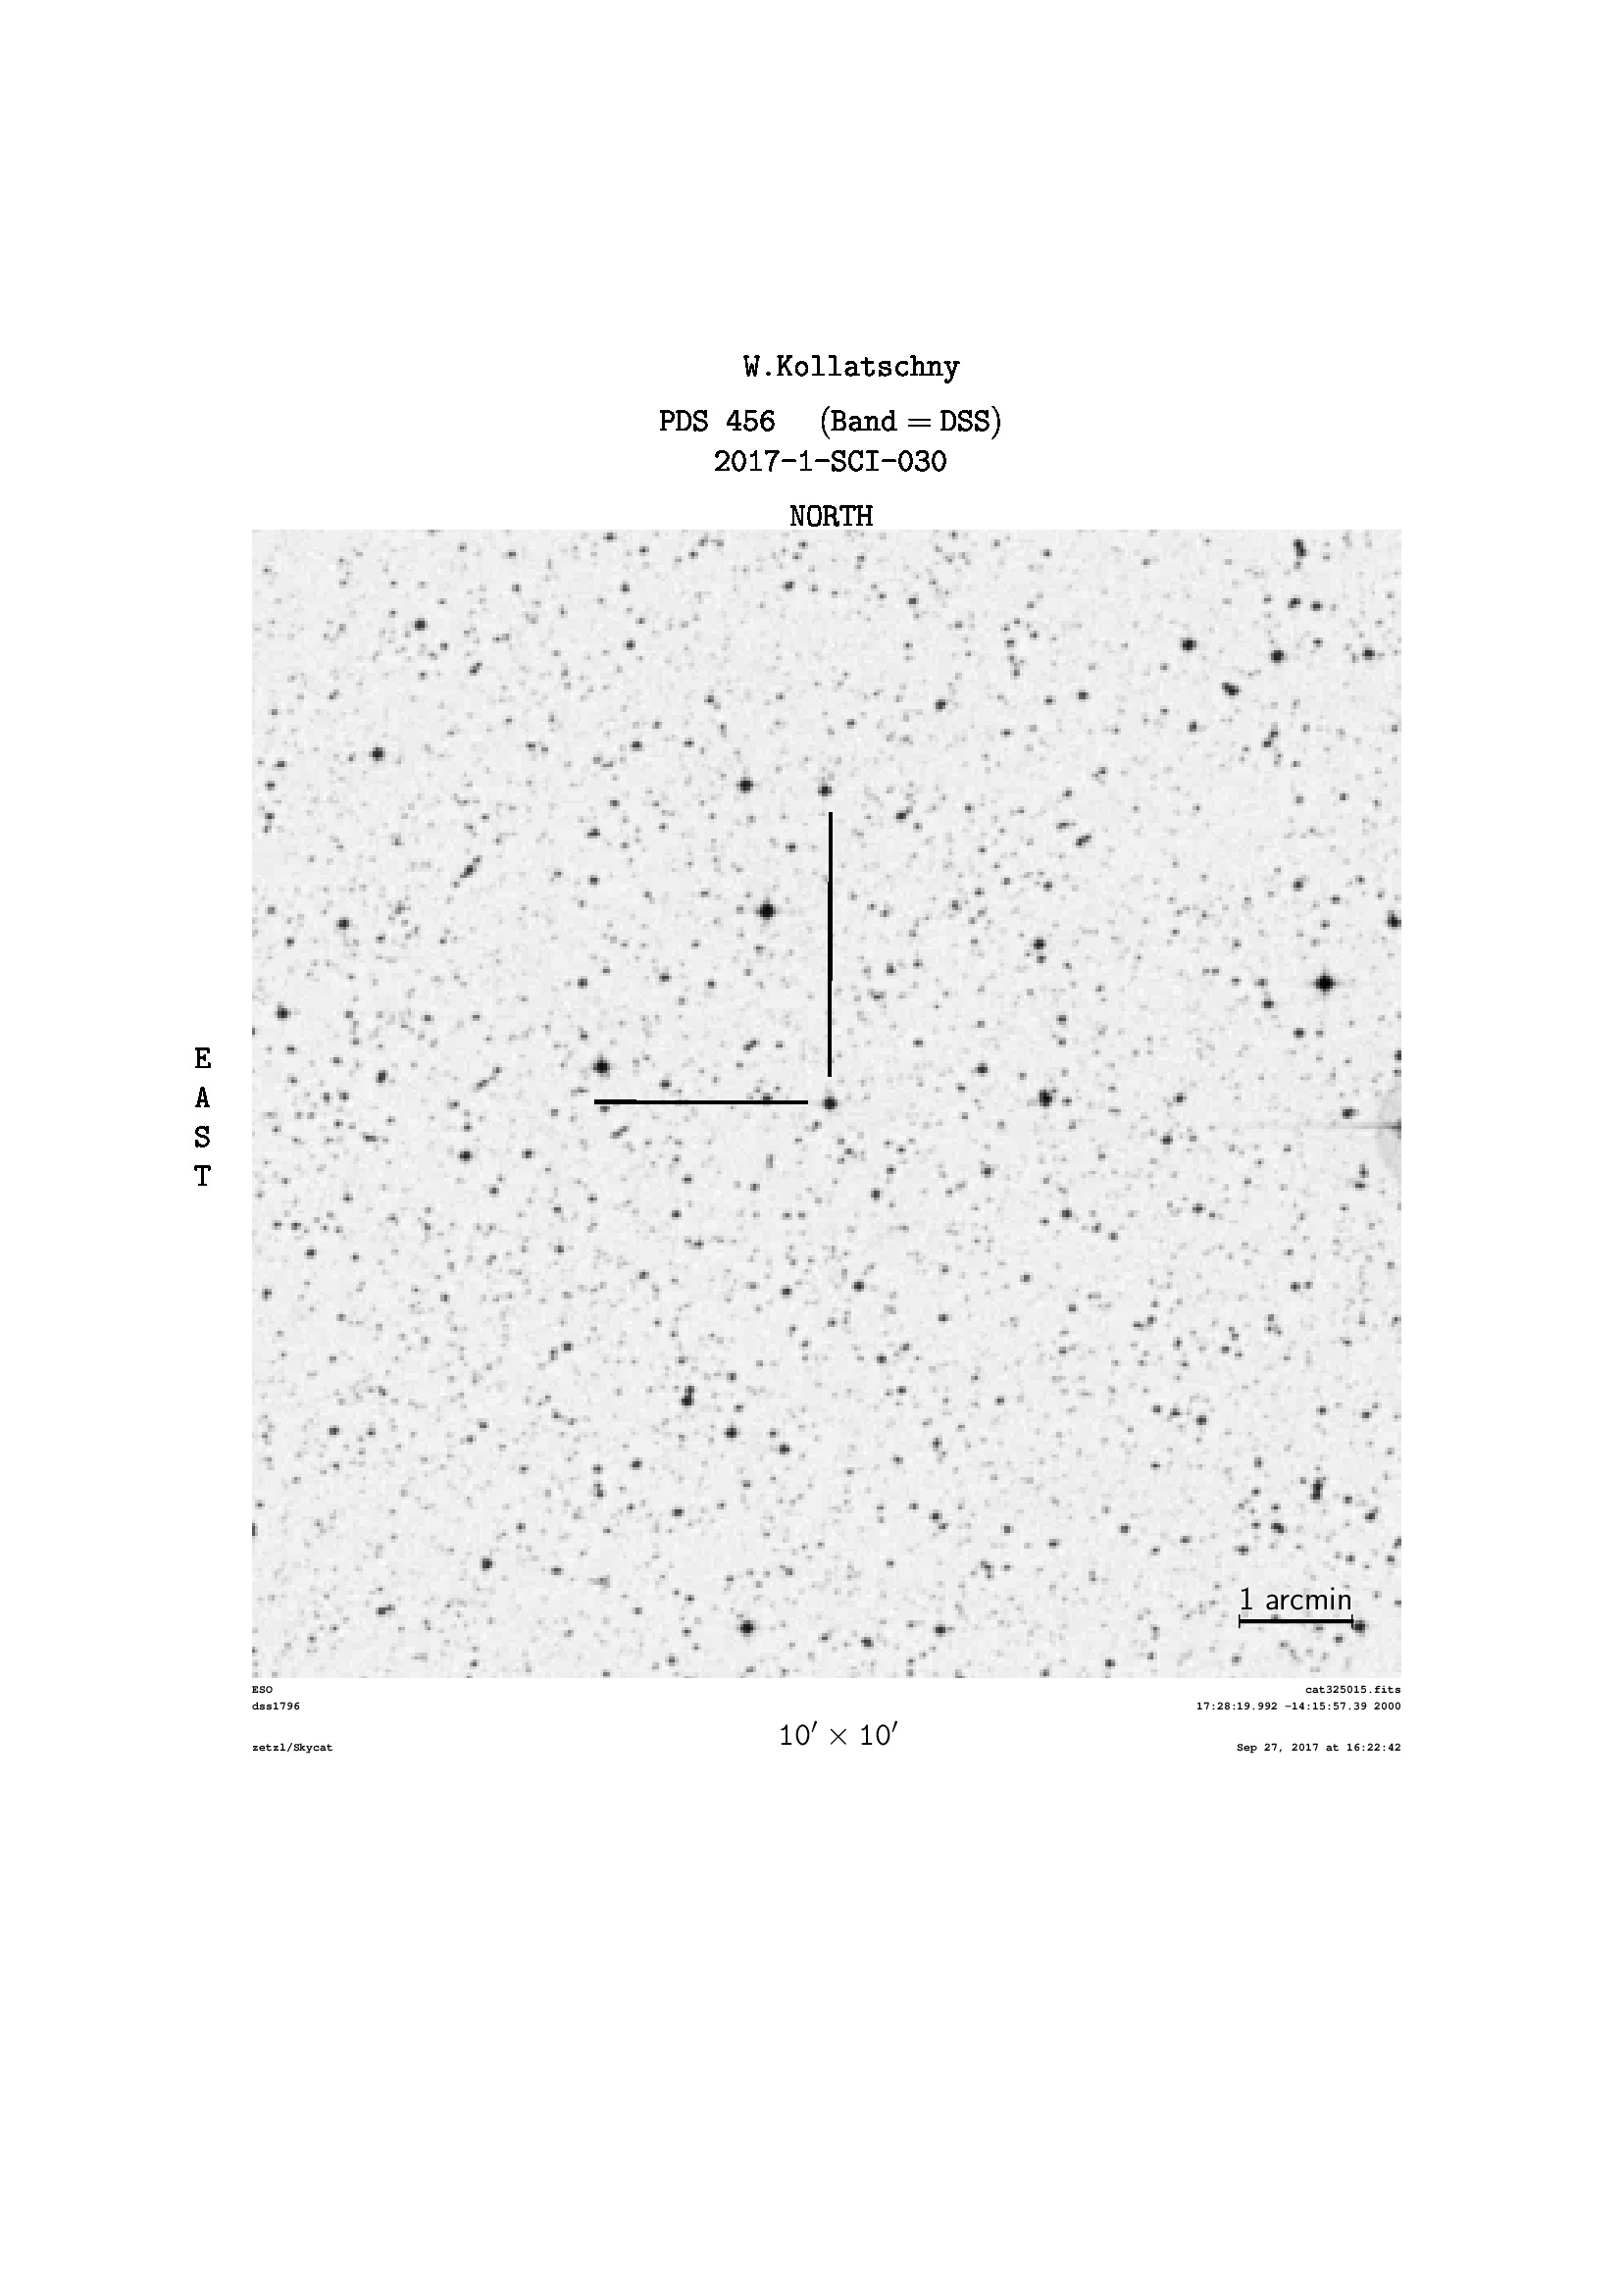 W.Kollatschny
PDS 456 (Band = DSS)
2017-1-SCI-030
NORTH
E
A
S
T
1 arcmin
ESO cat325015.fits
dss1796 17:28:19.992 -14:15:57.39 2000
10′ × 10′
zetzl/Skycat Sep 27, 2017 at 16:22:42